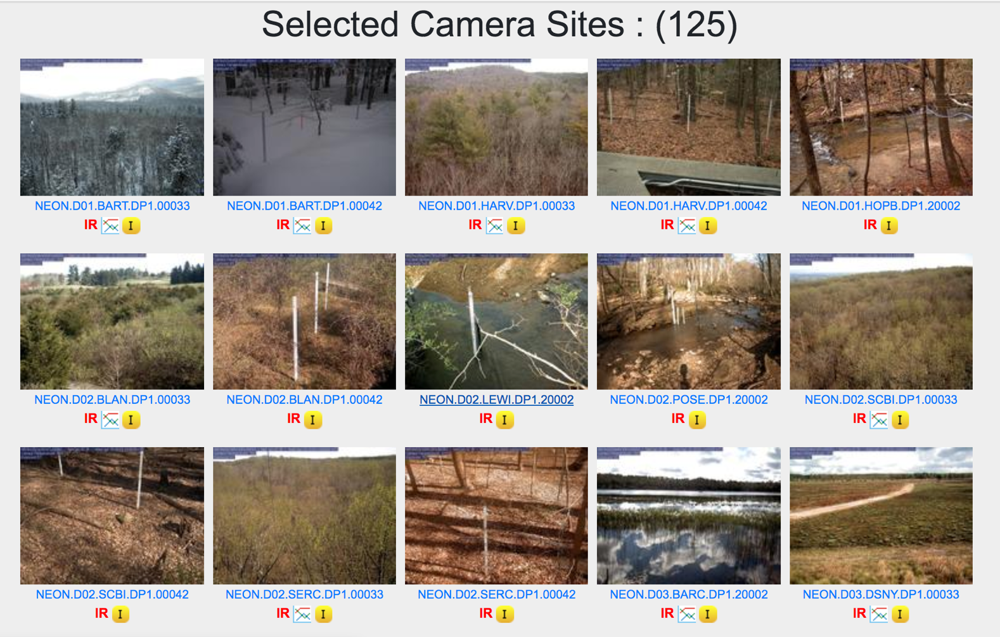 Selected Camera Sites : (125)
NEON.D01.BART.DP1.00033
NEON.D01.BART.DP1.00042
NEON.D01.HARV.DP1.00033
NEON.D01.HARV.DP1.00042
NEON.D01.HOPB.DP1.20002
IR I
IR I
IR I
IR I
IR I
NEON.D02.BLAN.DP1.00033
NEON.D02.BLAN.DP1.00042
NEON.D02.LEWI.DP1.20002
NEON.D02.POSE.DP1.20002
NEON.D02.SCBI.DP1.00033
IR I
IR I
IR I
IR I
IR I
NEON.D02.SCBI.DP1.00042
NEON.D02.SERC.DP1.00033
NEON.D02.SERC.DP1.00042
NEON.D03.BARC.DP1.20002
NEON.D03.DSNY.DP1.00033
IR I
IR I
IR I
IR I
IR I